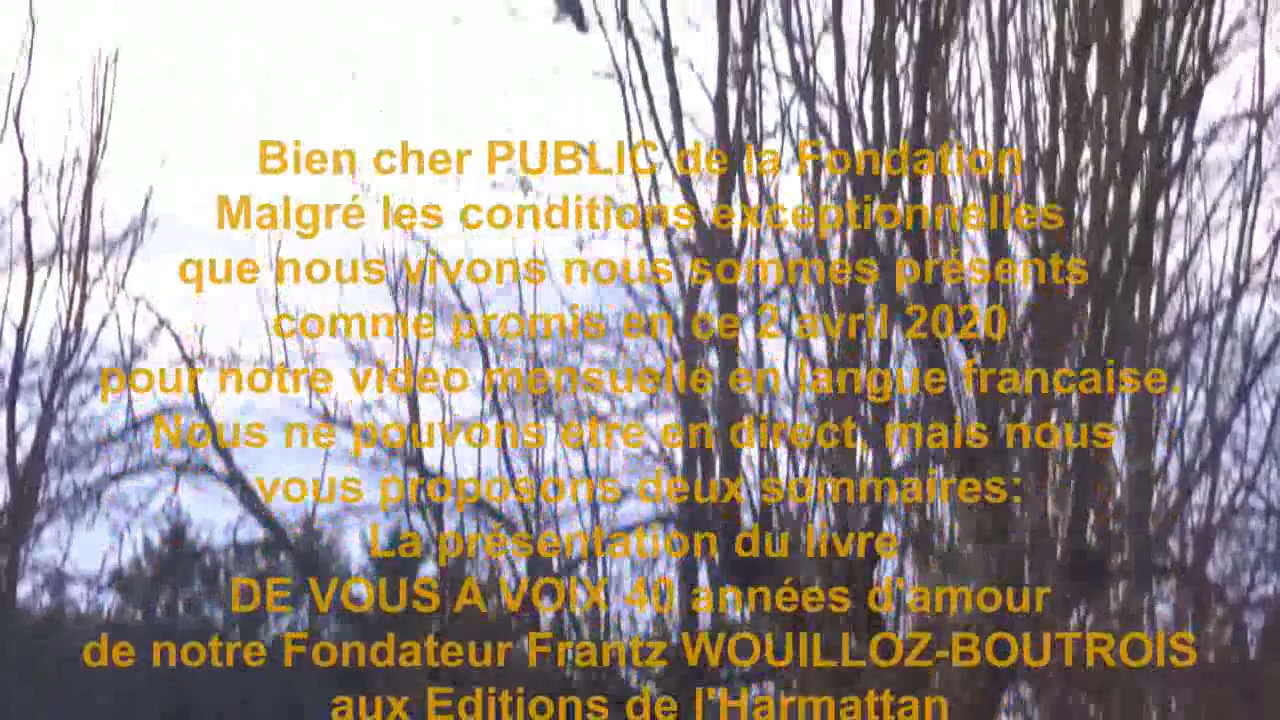 Bien cher PUBLIC de la Fondation
Malgré les conditions exceptionnelles
que nous vivons nous sommes présents
comme promis en ce 2 avril 2020
pour notre video mensuelle en langue francaise.
Nous ne pouvons etre en direct, mais nous
vous proposons deux sommaires:
La présentation du livre
DE VOUS A VOIX 40 années d'amour
de notre Fondateur Frantz WOUILLOZ-BOUTROIS
aux Editions de l'Harmattan